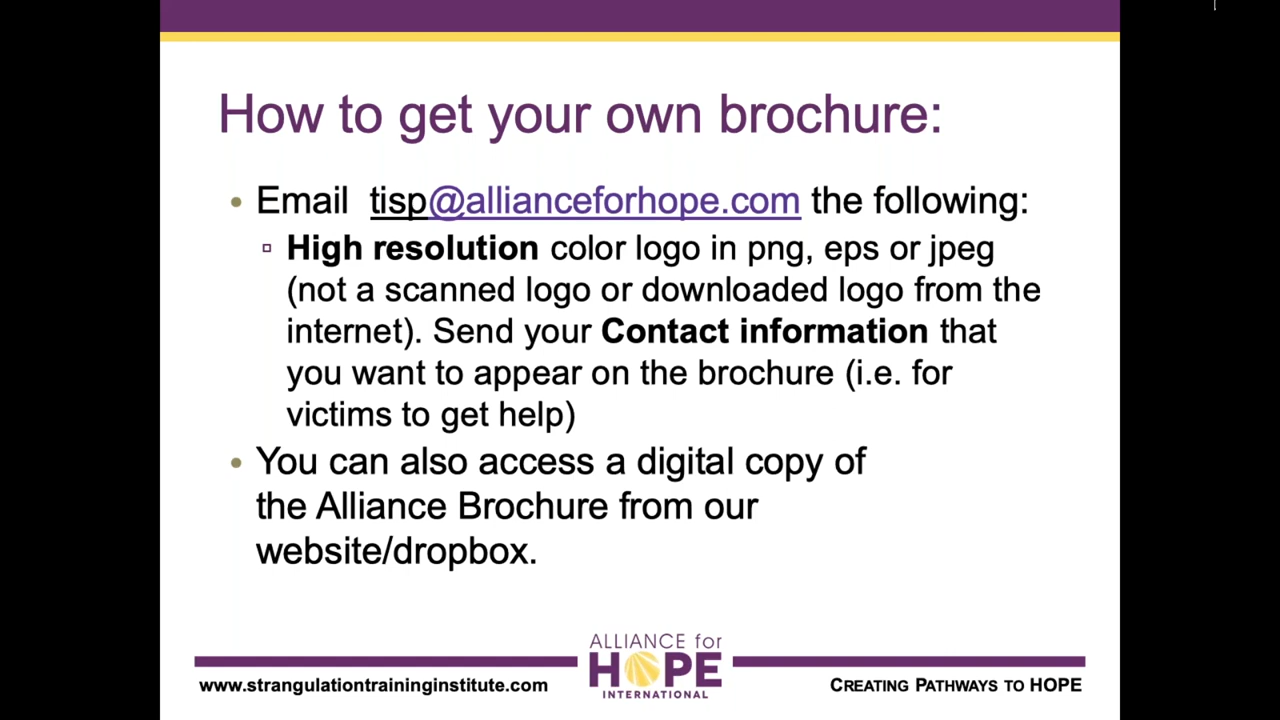 How to get your own brochure:
• Email tisp@allianceforhope.com the following:
▫ High resolution color logo in png, eps or jpeg
(not a scanned logo or downloaded logo from the
internet). Send your Contact information that
you want to appear on the brochure (i.e. for
victims to get help)
• You can also access a digital copy of
the Alliance Brochure from our
website/dropbox.
www.strangulationtraininginstitute.com
ALLIANCE for
HOPE
INTERNATIONAL
CREATING PATHWAYS TO HOPE